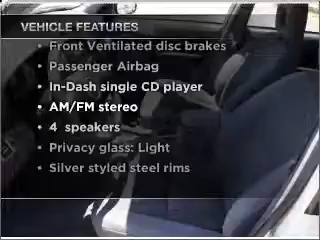 VEHICLE FEATURES
• Front Ventilated disc brakes
• Passenger Airbag
• In-Dash single CD player
• AM/FM stereo
• 4 speakers
• Privacy glass: Light
• Silver styled steel rims